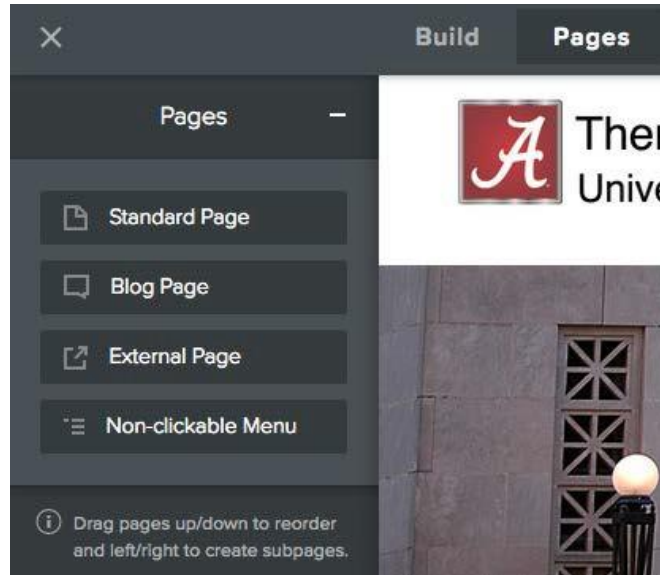 Build Pages
Pages
A
Standard Page
Blog Page
External Page
Non-clickable Menu
Drag pages up/down to reorder
and left/right to create subpages.